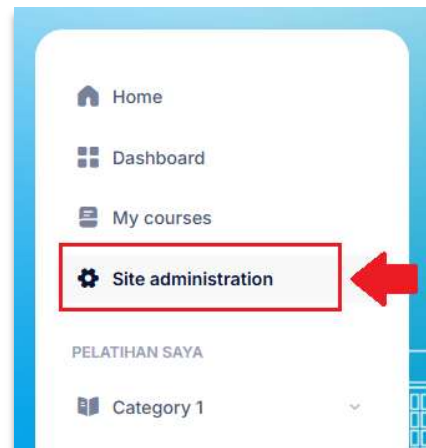 Home
Dashboard
My courses
Site administration
PELATIHAN SAYA
Category 1